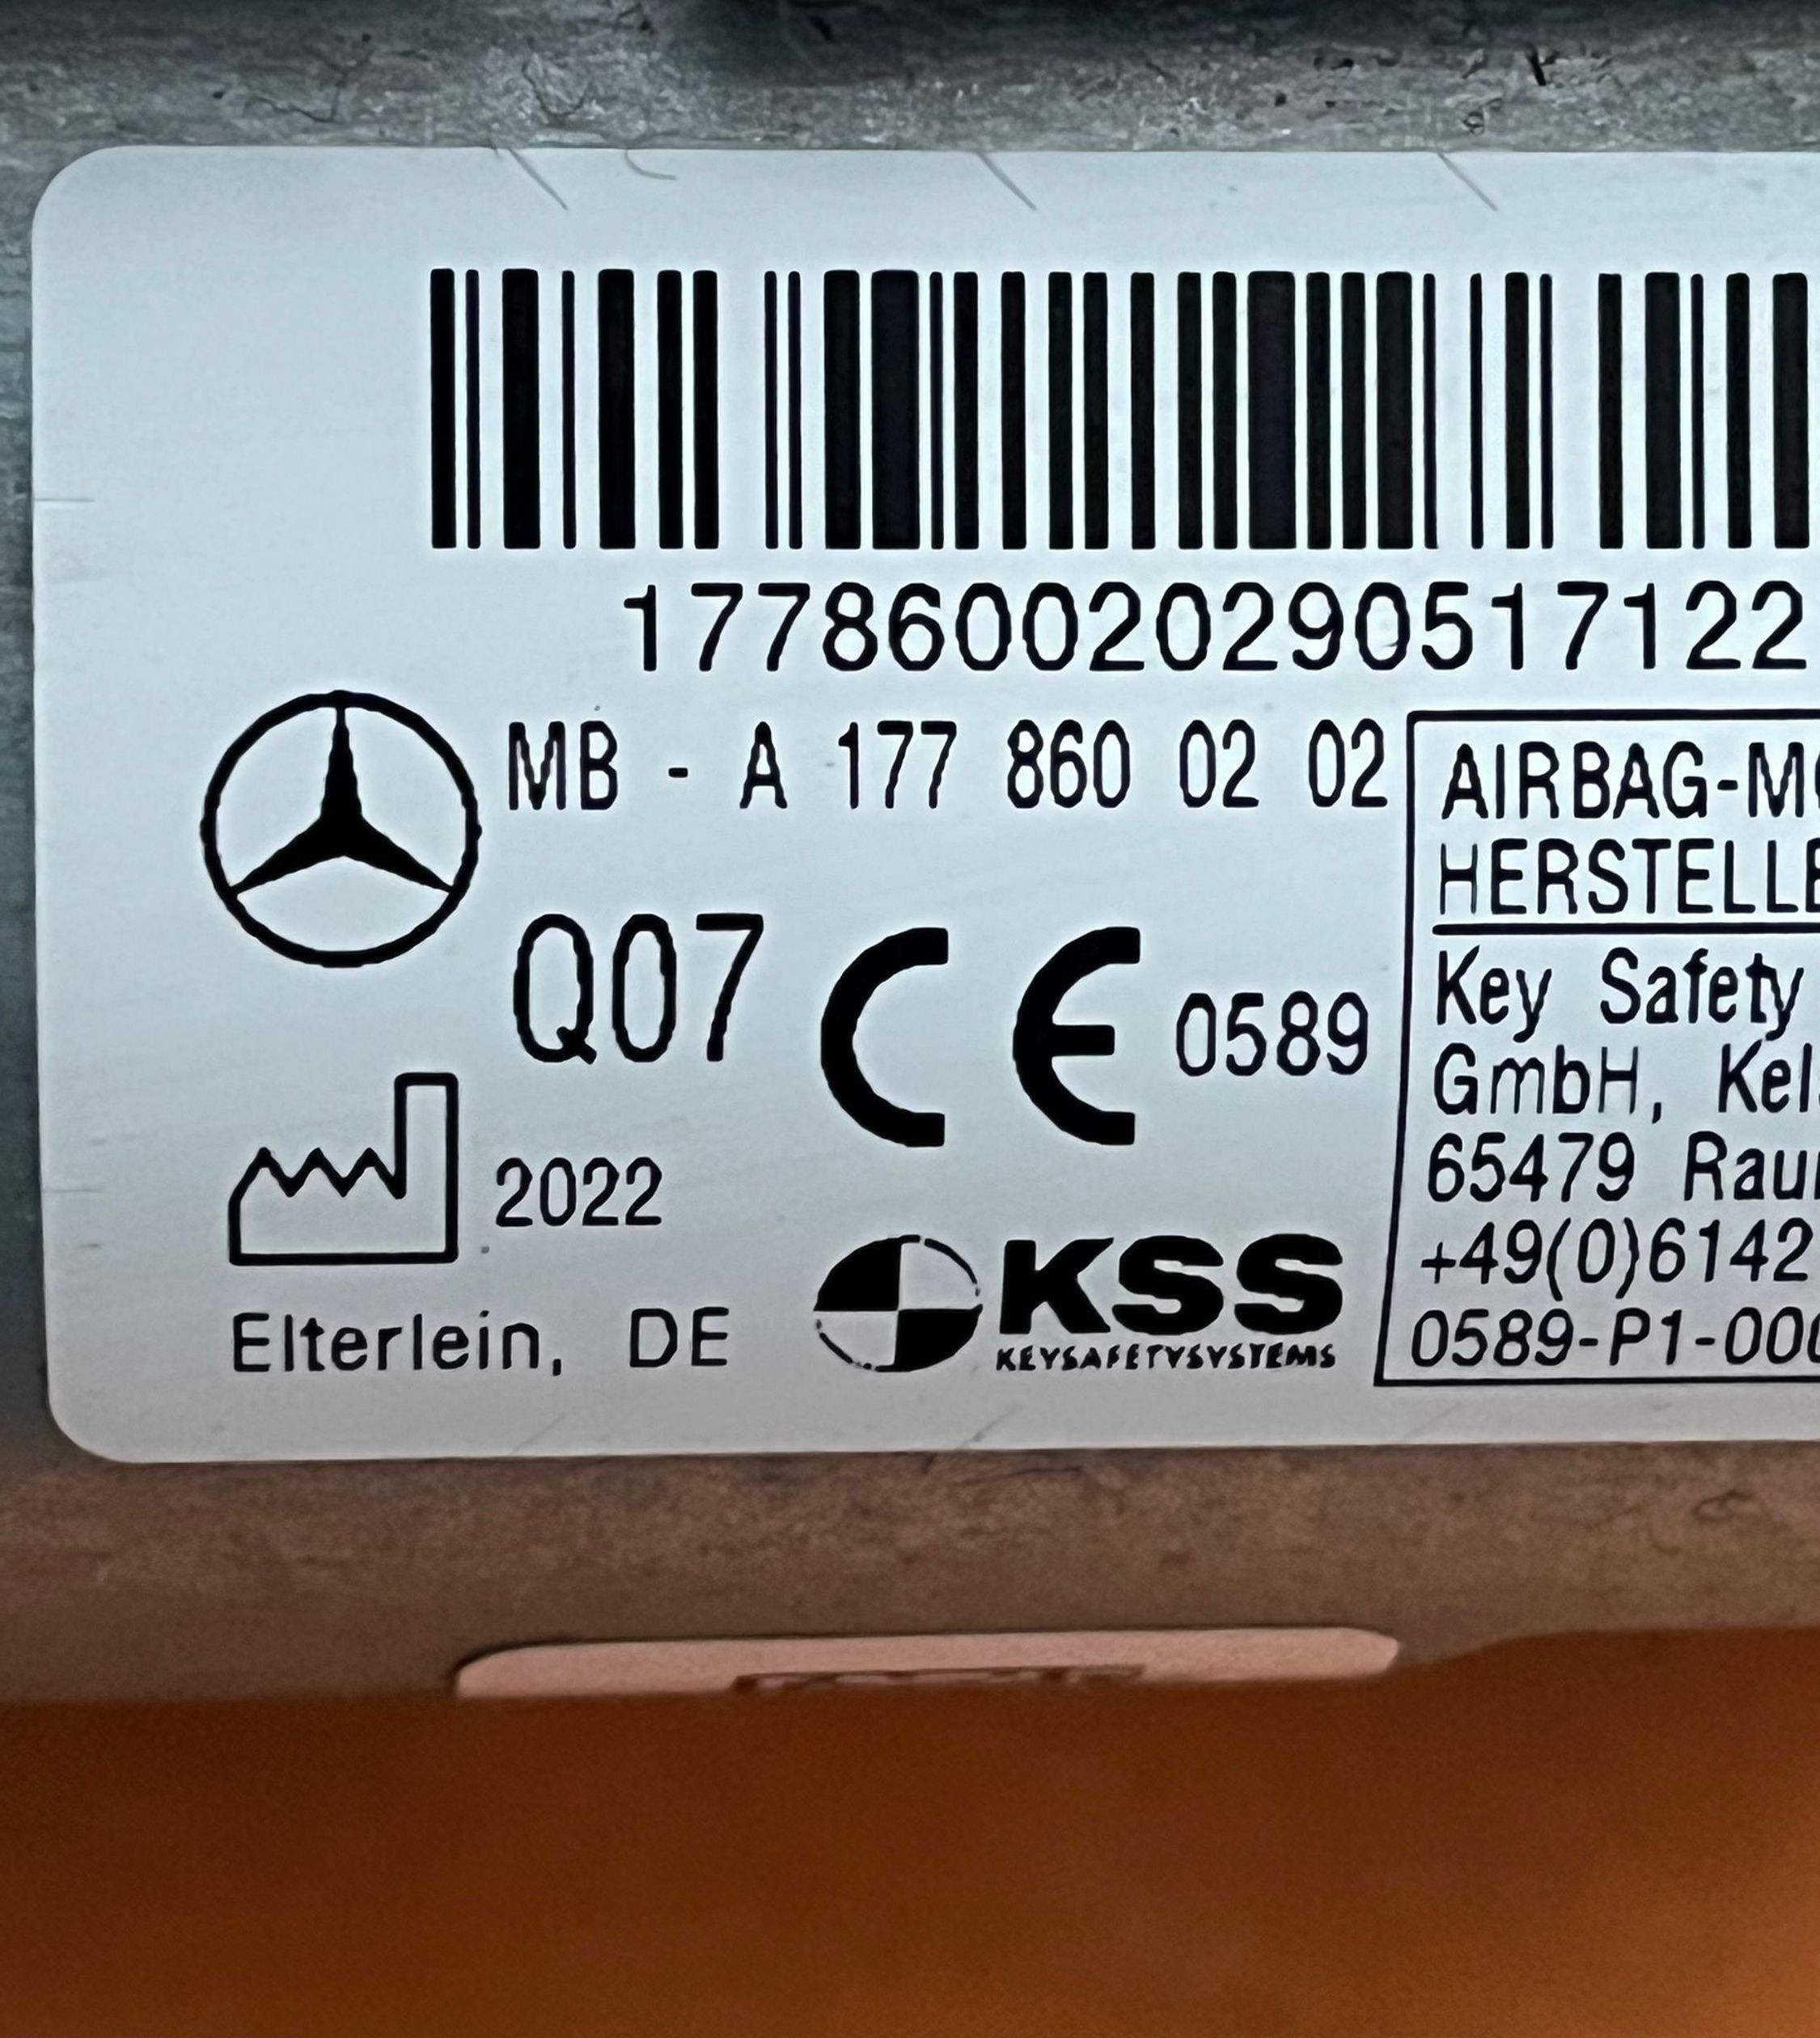 177860020290517122
MB - A 177 860 02 02
Q07 CE 0589
2022
Elterlein, DE
KSS
KEYSAFETYSYSTEMS
AIRBAG-M
HERSTELLE
Key Safety
GmbH, Kel
65479 Rau
+49(0)6142
0589-P1-00